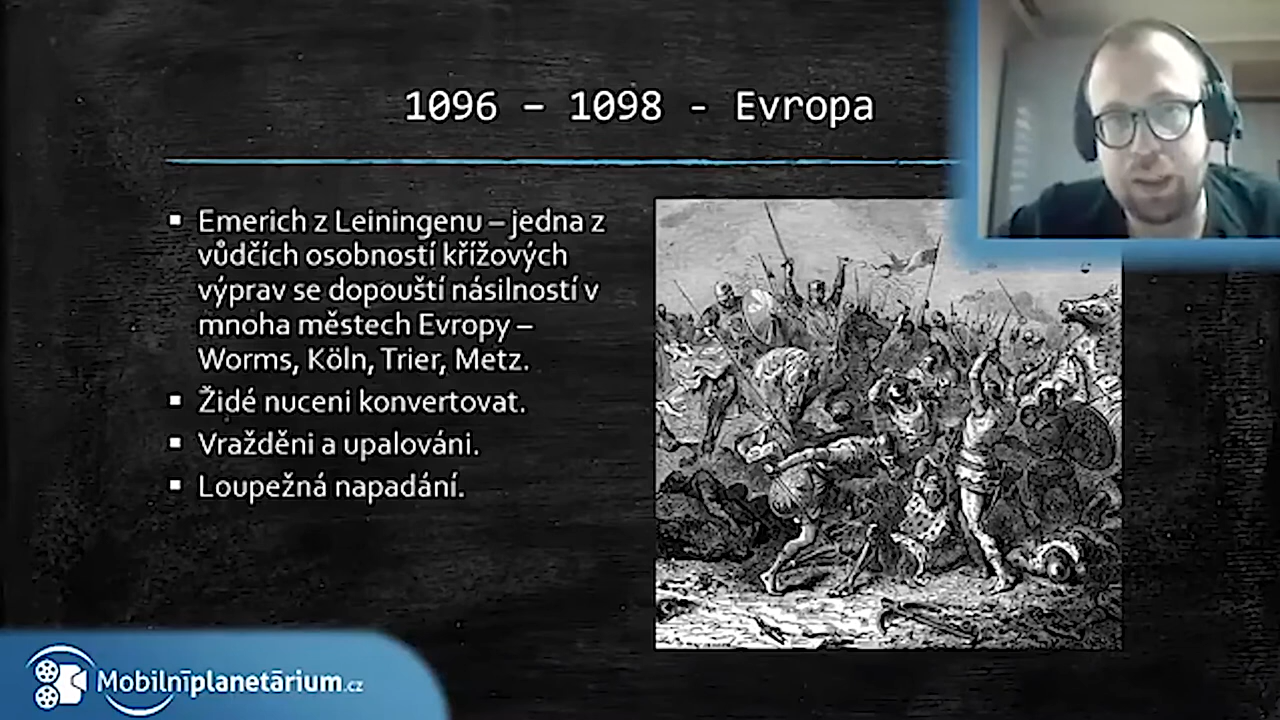 1096 – 1098 - Evropa
▪ Emerich z Leiningenu – jedna z
vůdčích osobností křížových
výprav se dopouští násilností v
mnoha městech Evropy –
Worms, Köln, Trier, Metz.
▪ Židé nuceni konvertovat.
▪ Vražděni a upalováni.
▪ Loupežná napadání.
Mobilnīplanetārium.cz